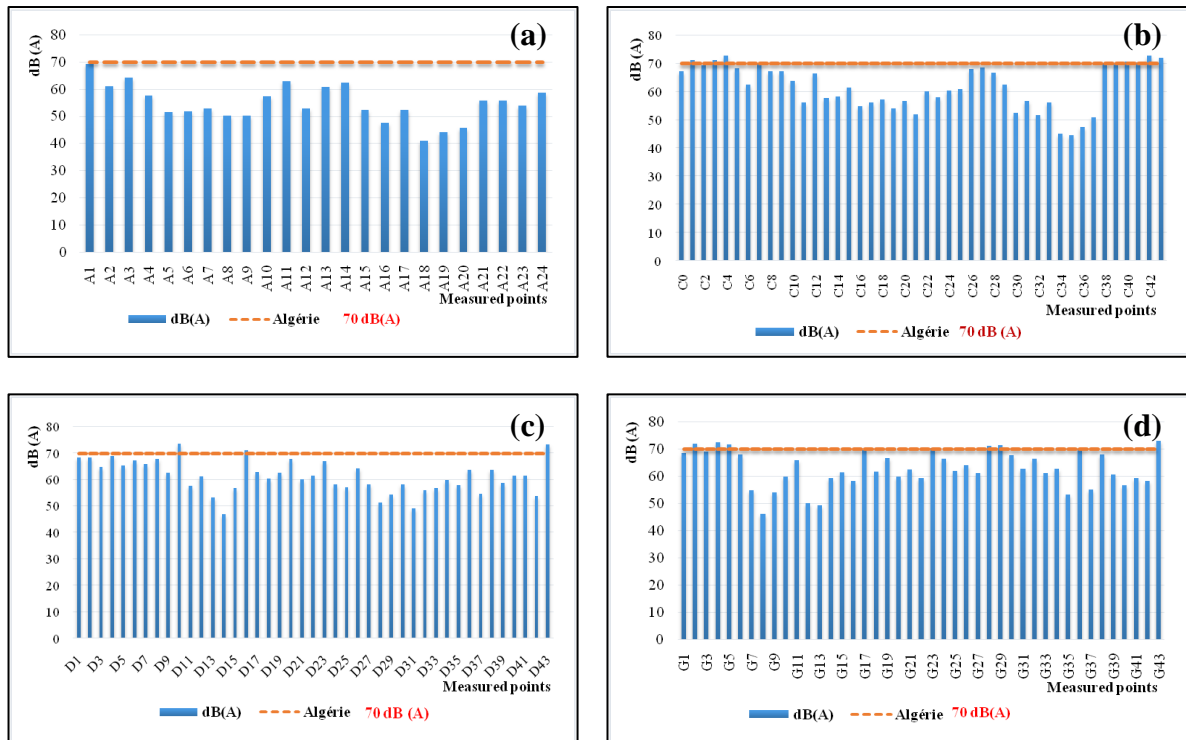 (a)
dB (A)
80
70
60
50
40
30
20
10
0
A1 A2 A3 A4 A5 A6 A7 A8 A9 A10 A11 A12 A13 A14 A15 A16 A17 A18 A19 A20 A21 A22 A23 A24
Measured points
dB(A) Algérie 70 dB(A)
(b)
dB (A)
80
70
60
50
40
30
20
10
0
C0 C2 C4 C6 C8 C10 C12 C14 C16 C18 C20 C22 C24 C26 C28 C30 C32 C34 C36 C38 C40 C42
Measured points
dB(A) Algérie 70 dB (A)
(c)
dB (A)
80
70
60
50
40
30
20
10
0
D1 D3 D5 D7 D9 D11 D13 D15 D17 D19 D21 D23 D25 D27 D29 D31 D33 D35 D37 D39 D41 D43
Measured points
dB(A) Algérie 70 dB (A)
(d)
dB (A)
80
70
60
50
40
30
20
10
0
G1 G3 G5 G7 G9 G11 G13 G15 G17 G19 G21 G23 G25 G27 G29 G31 G33 G35 G37 G39 G41 G43
Measured points
dB(A) Algérie 70 dB(A)